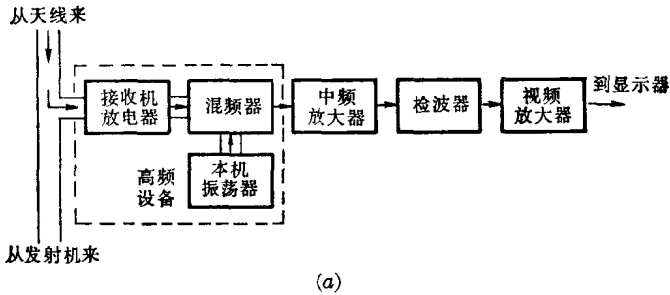 从天线来
接收机
放电器
混频器
中频
放大器
检波器
视频
放大器
到显示器
高频
设备
本机
振荡器
从发射机来
(a)